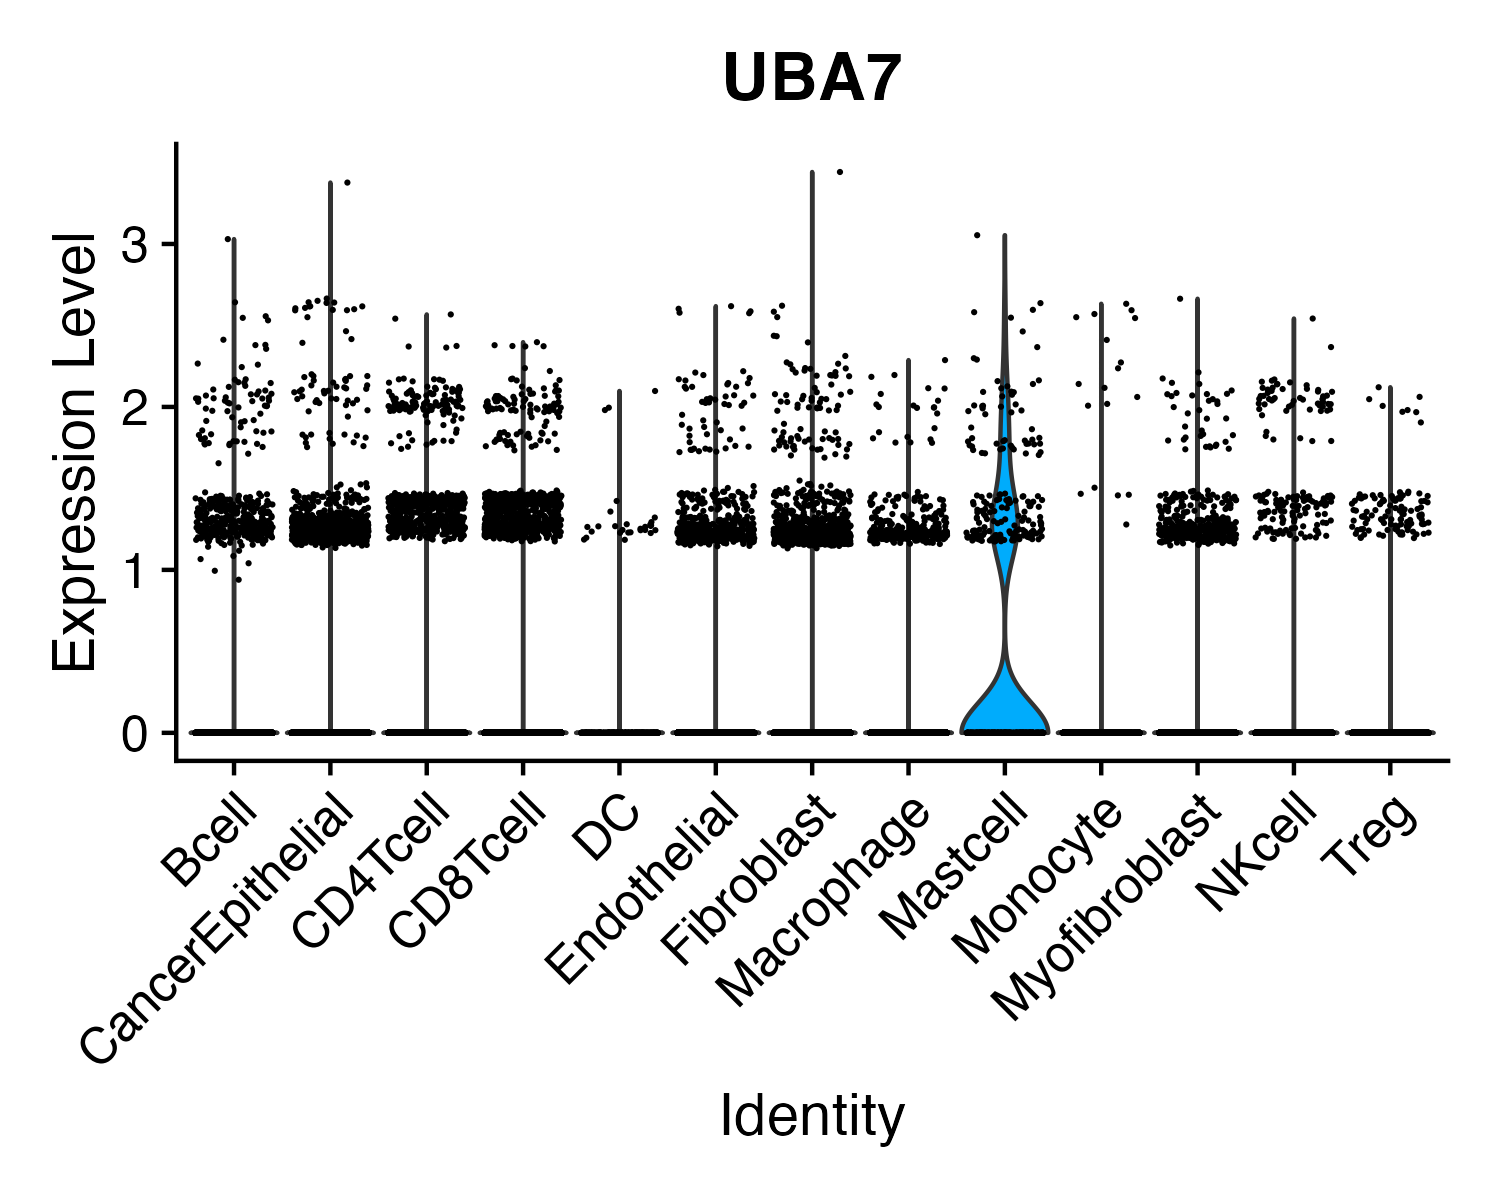 UBA7
Expression Level
3
2
1
0
Bcell
CancerEpithelial
CD4Tcell
CD8Tcell
DC
Endothelial
Fibroblast
Macrophage
Mastcell
Monocyte
Myofibroblast
NKcell
Treg
Identity